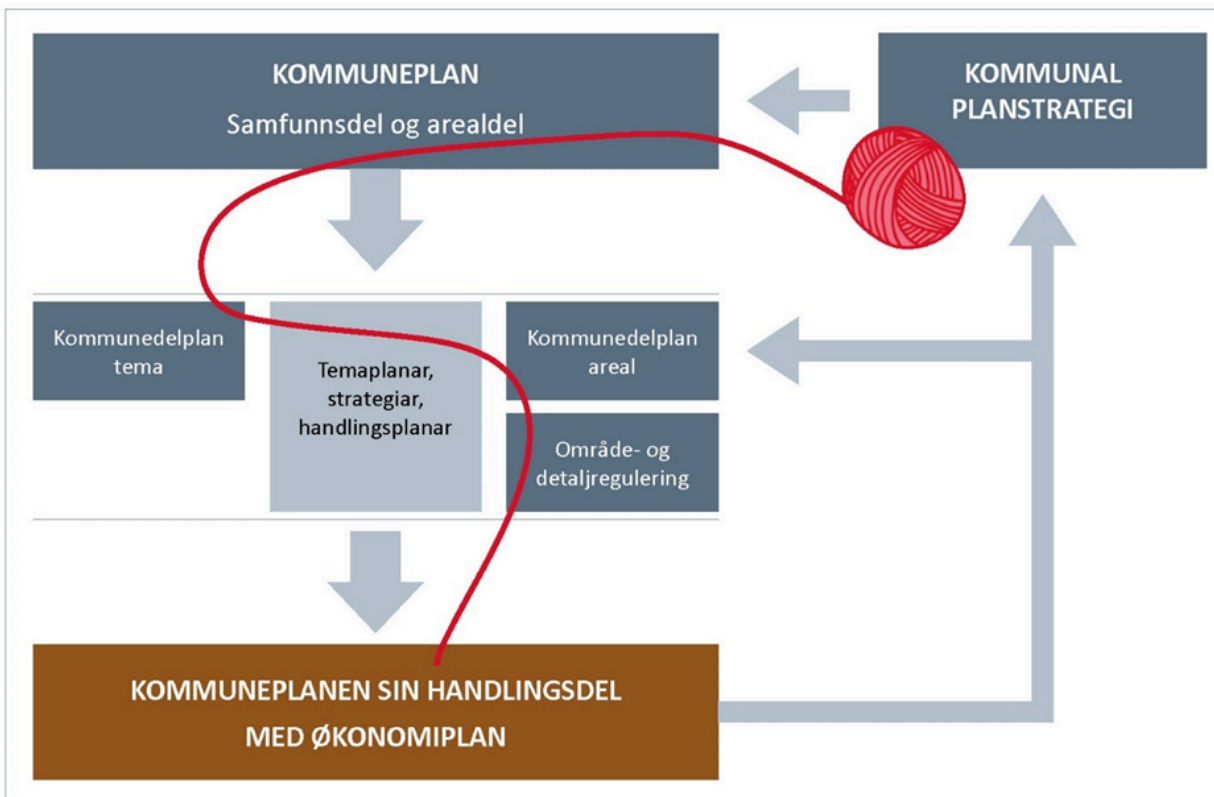 KOMMUNEPLAN
Samfunnsdel og arealdel
KOMMUNAL
PLANSTRATEGI
Kommunedelplan
tema
Temaplanar,
strategiar,
handlingsplanar
Kommunedelplan
areal
Område- og
detaljregulering
KOMMUNEPLANEN SIN HANDLINGSDEL
MED ØKONOMIPLAN